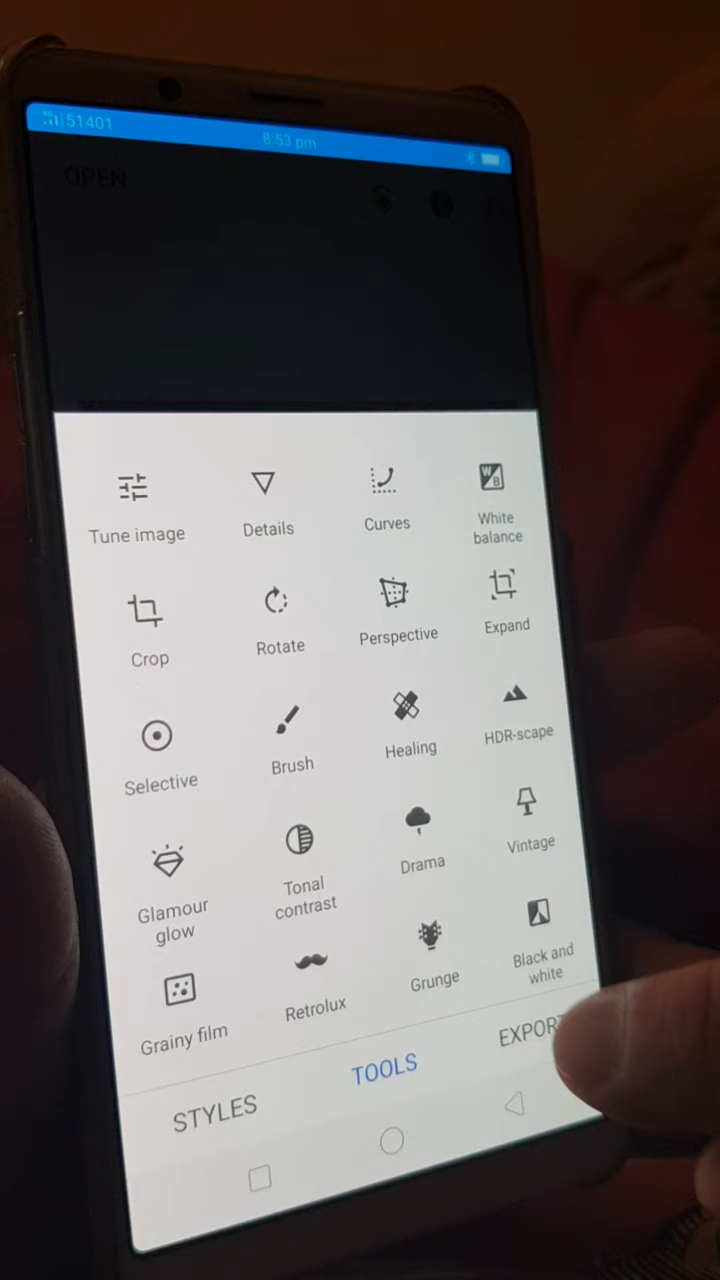 4G 51401
8:53 pm
OPEN
Tune image
Details
Curves
White
balance
Crop
Rotate
Perspective
Expand
Selective
Brush
Healing
HDR-scape
Glamour
glow
Tonal
contrast
Drama
Vintage
Grainy film
Retrolux
Grunge
Black and
white
STYLES
TOOLS
EXPORT